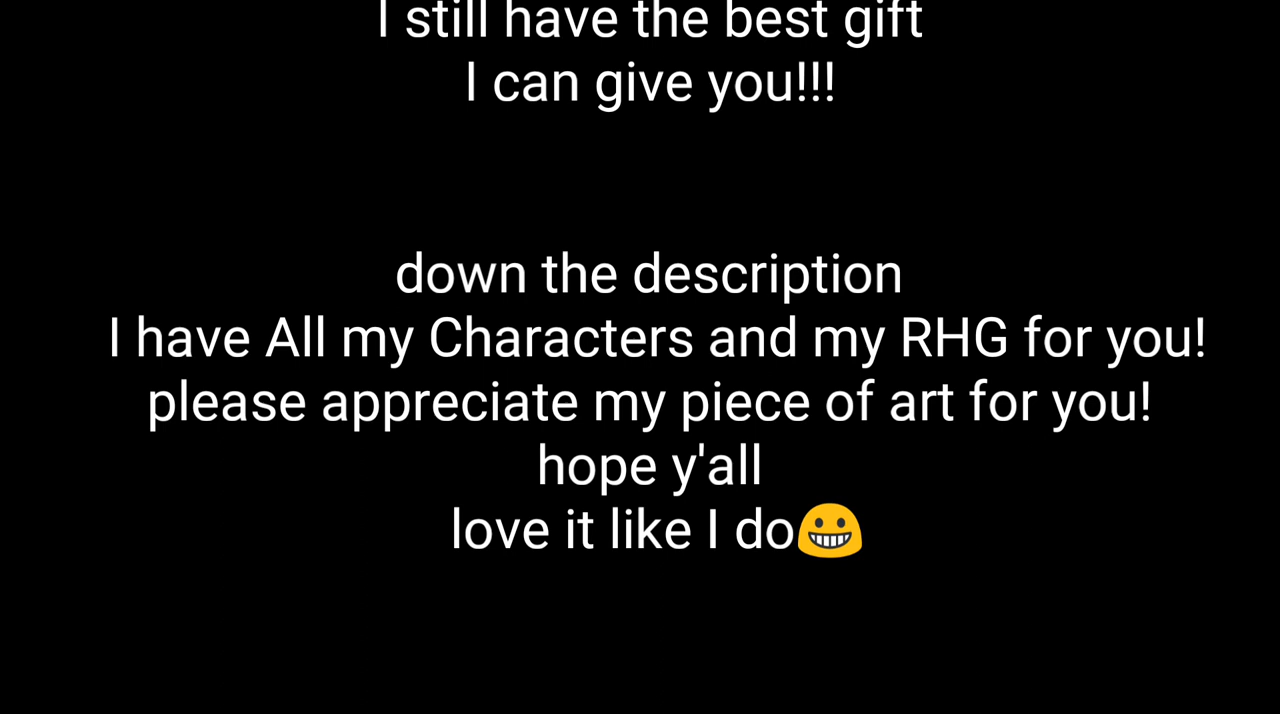 I still have the best gift
I can give you!!!
down the description
I have All my Characters and my RHG for you!
please appreciate my piece of art for you!
hope y'all
love it like I do😀